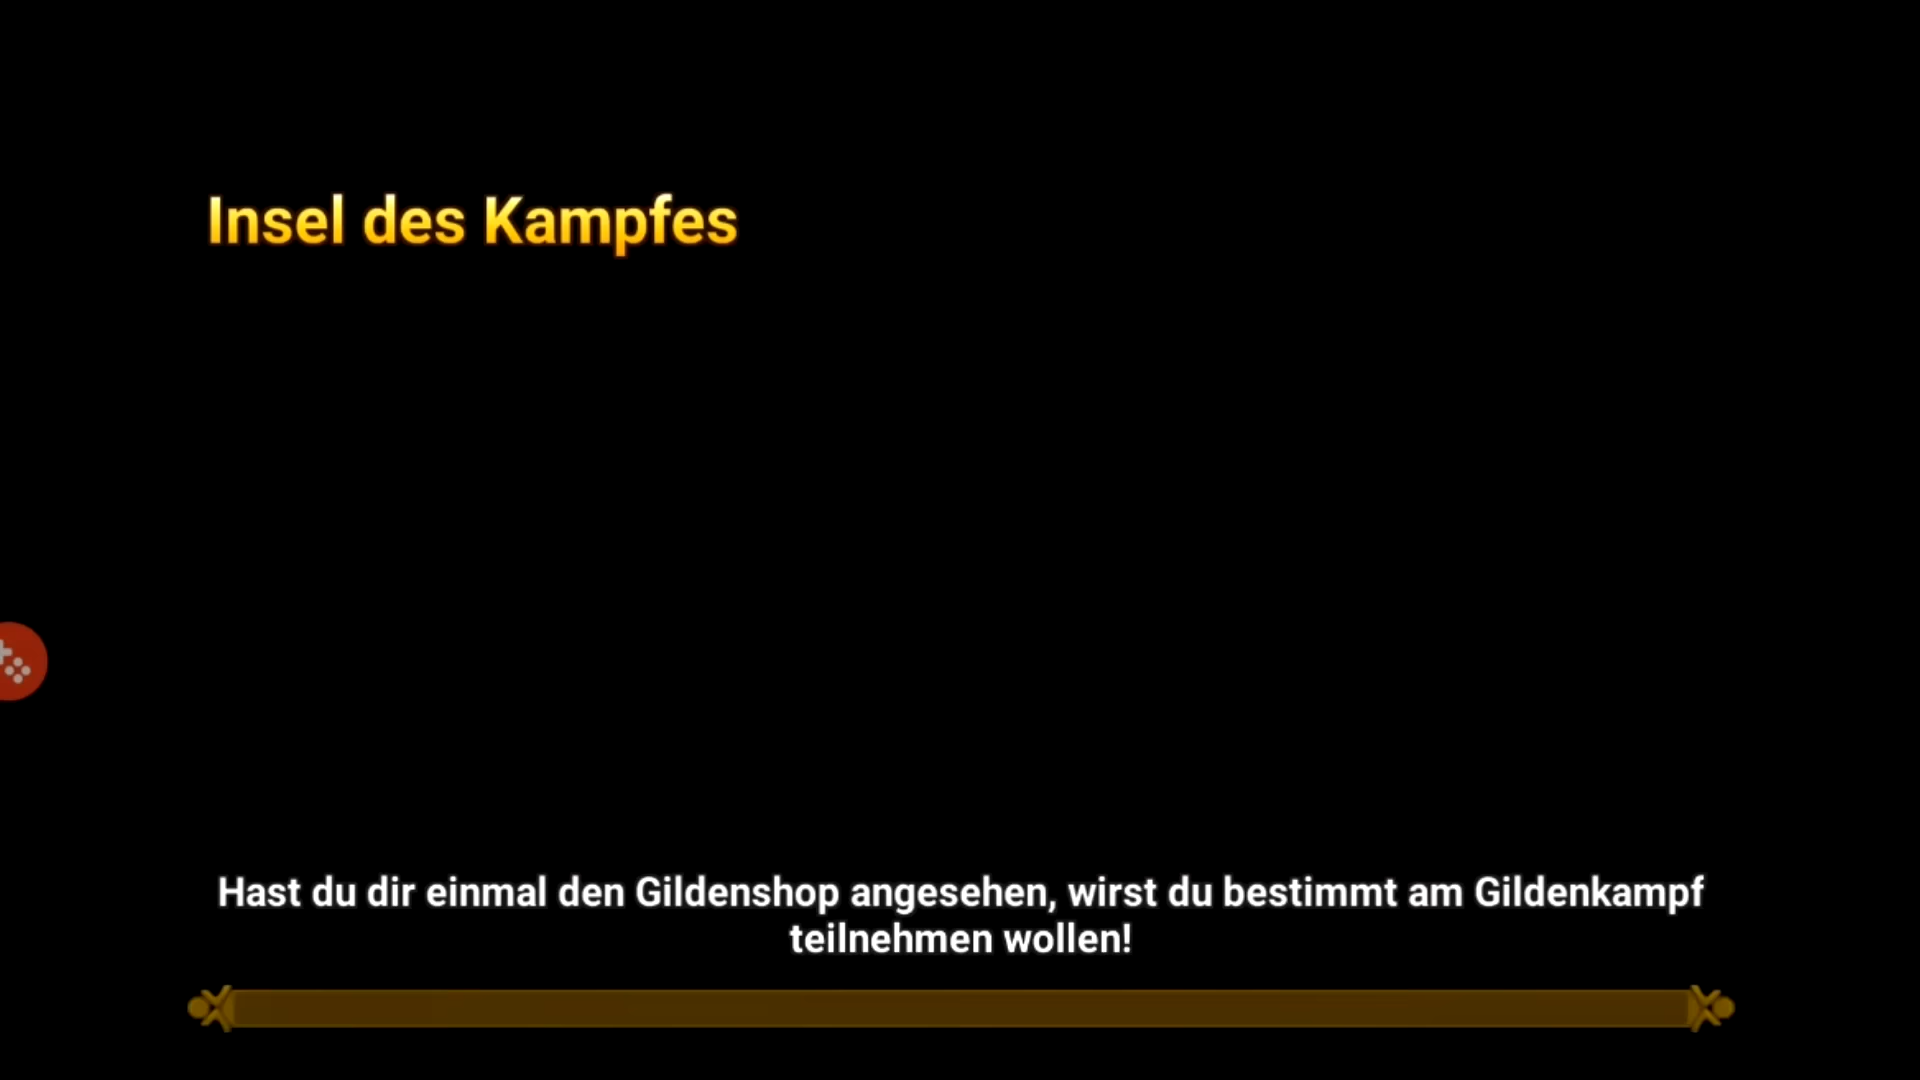 Insel des Kampfes
Hast du dir einmal den Gildenshop angesehen, wirst du bestimmt am Gildenkampf
teilnehmen wollen!